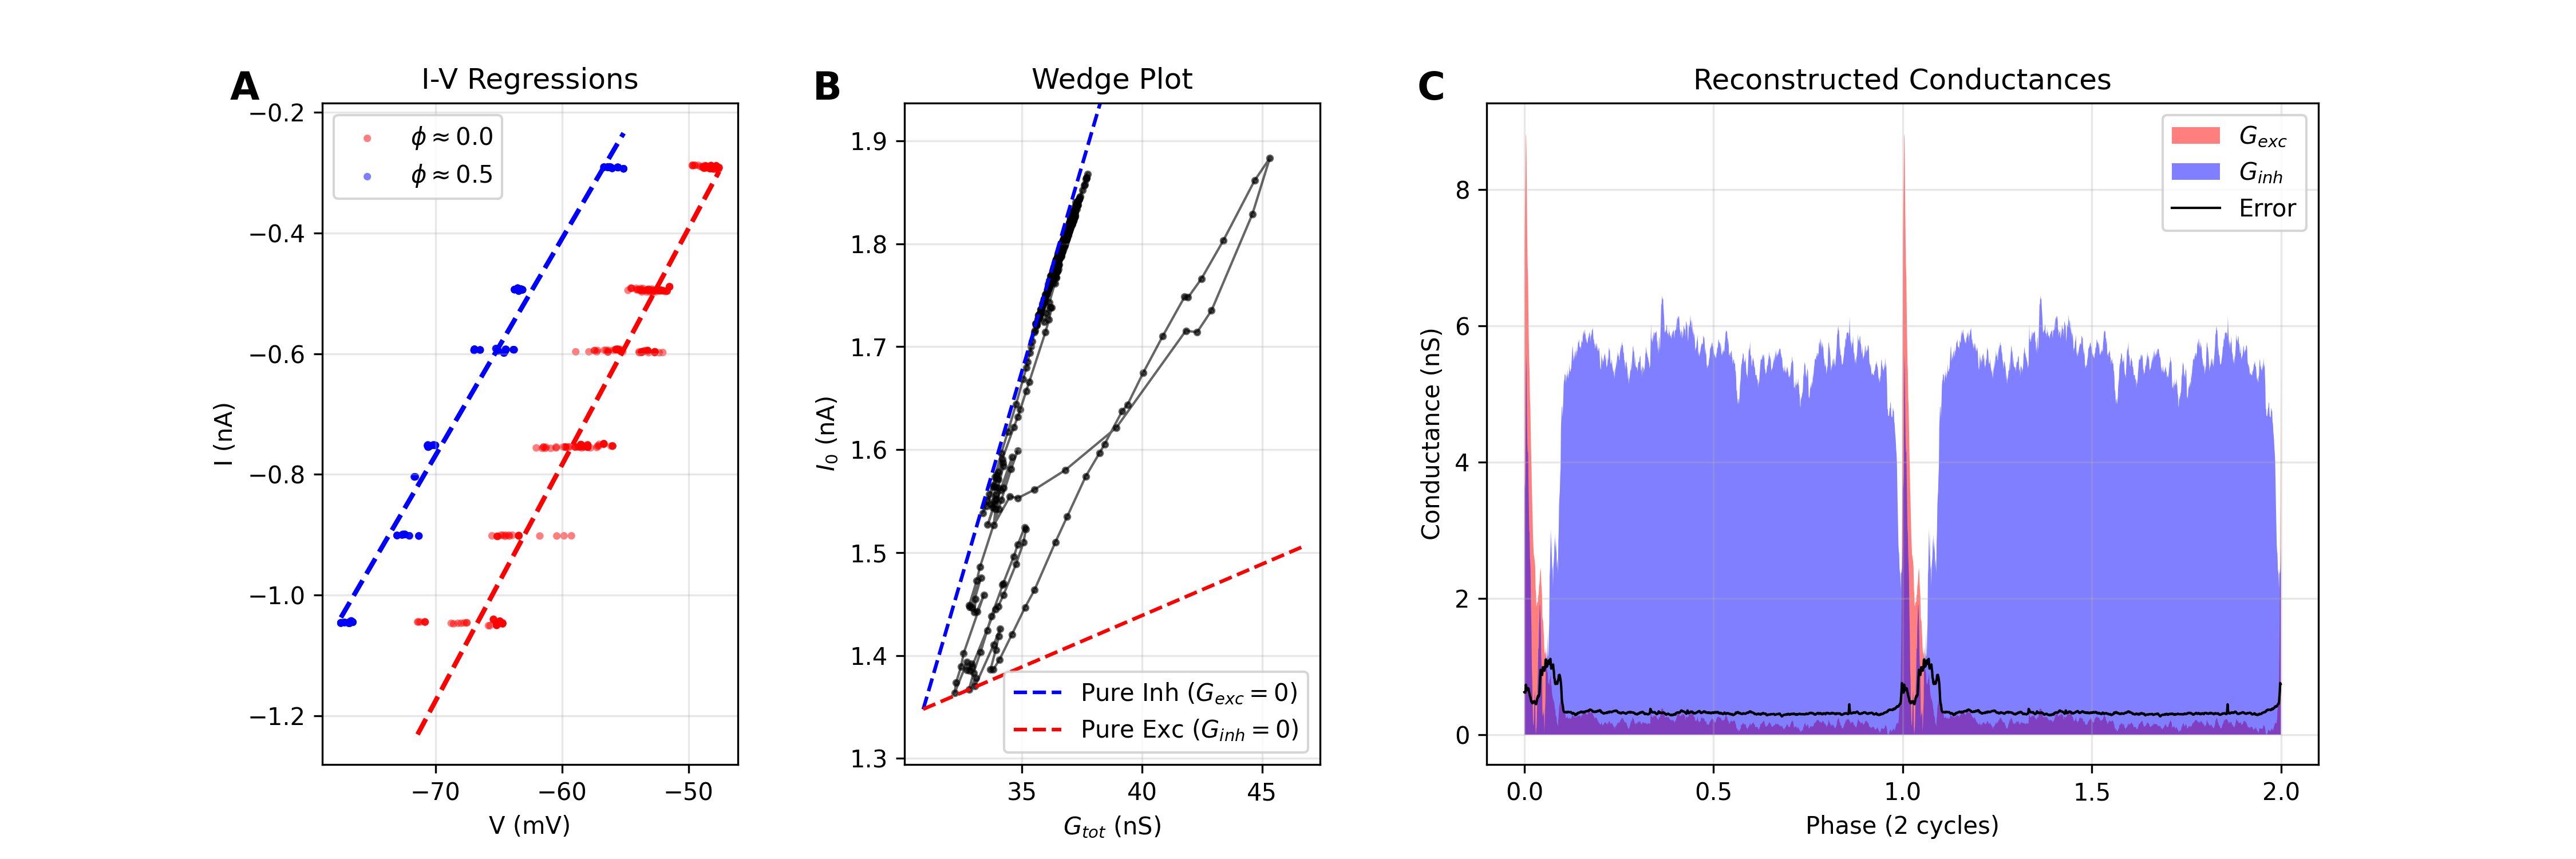 A
I-V Regressions
−0.2
−0.4
−0.6
−0.8
−1.0
−1.2
I (nA)
ϕ ≈ 0.0
ϕ ≈ 0.5
−70
−60
−50
V (mV)
B
Wedge Plot
1.9
1.8
1.7
1.6
1.5
1.4
1.3
I₀ (nA)
Pure Inh (G_exc = 0)
Pure Exc (G_inh = 0)
35
40
45
G_tot (nS)
C
Reconstructed Conductances
8
6
4
2
0
Conductance (nS)
G_exc
G_inh
Error
0.0
0.5
1.0
1.5
2.0
Phase (2 cycles)